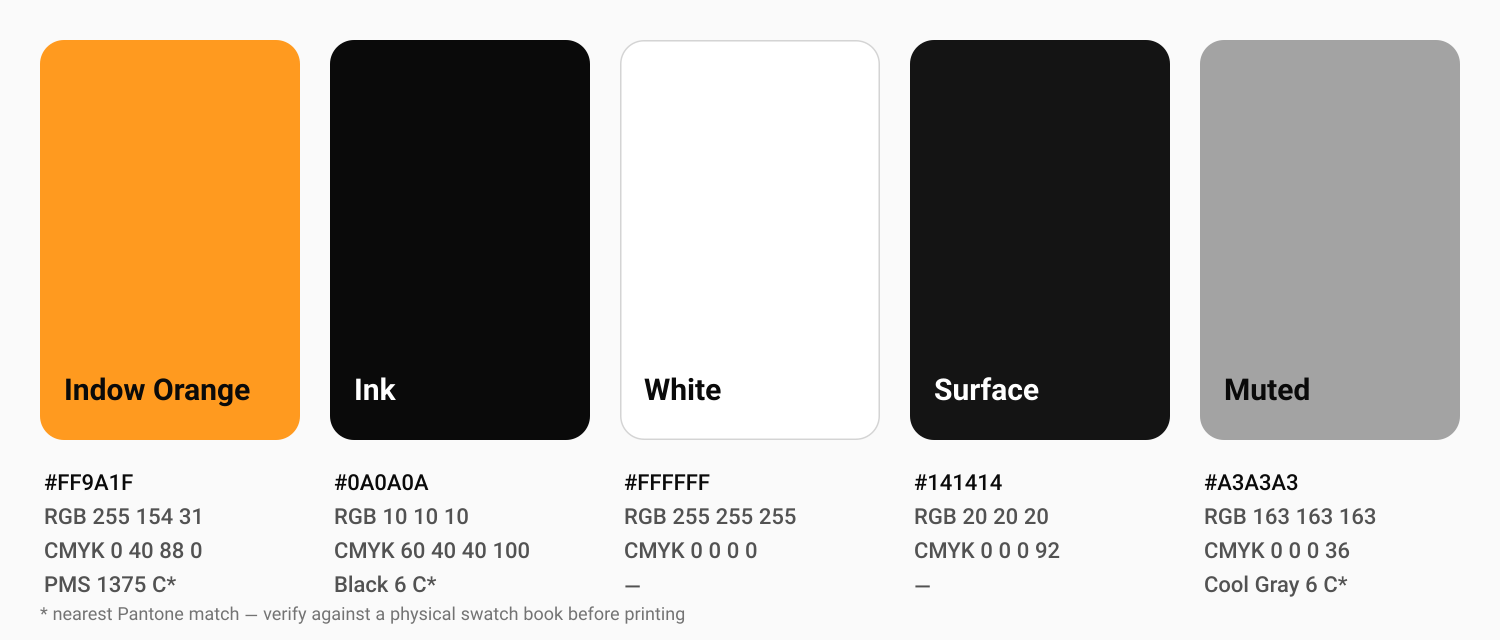 Indow Orange
#FF9A1F
RGB 255 154 31
CMYK 0 40 88 0
PMS 1375 C*
Ink
#0A0A0A
RGB 10 10 10
CMYK 60 40 40 100
Black 6 C*
White
#FFFFFF
RGB 255 255 255
CMYK 0 0 0 0
—
Surface
#141414
RGB 20 20 20
CMYK 0 0 0 92
—
Muted
#A3A3A3
RGB 163 163 163
CMYK 0 0 0 36
Cool Gray 6 C*
* nearest Pantone match — verify against a physical swatch book before printing